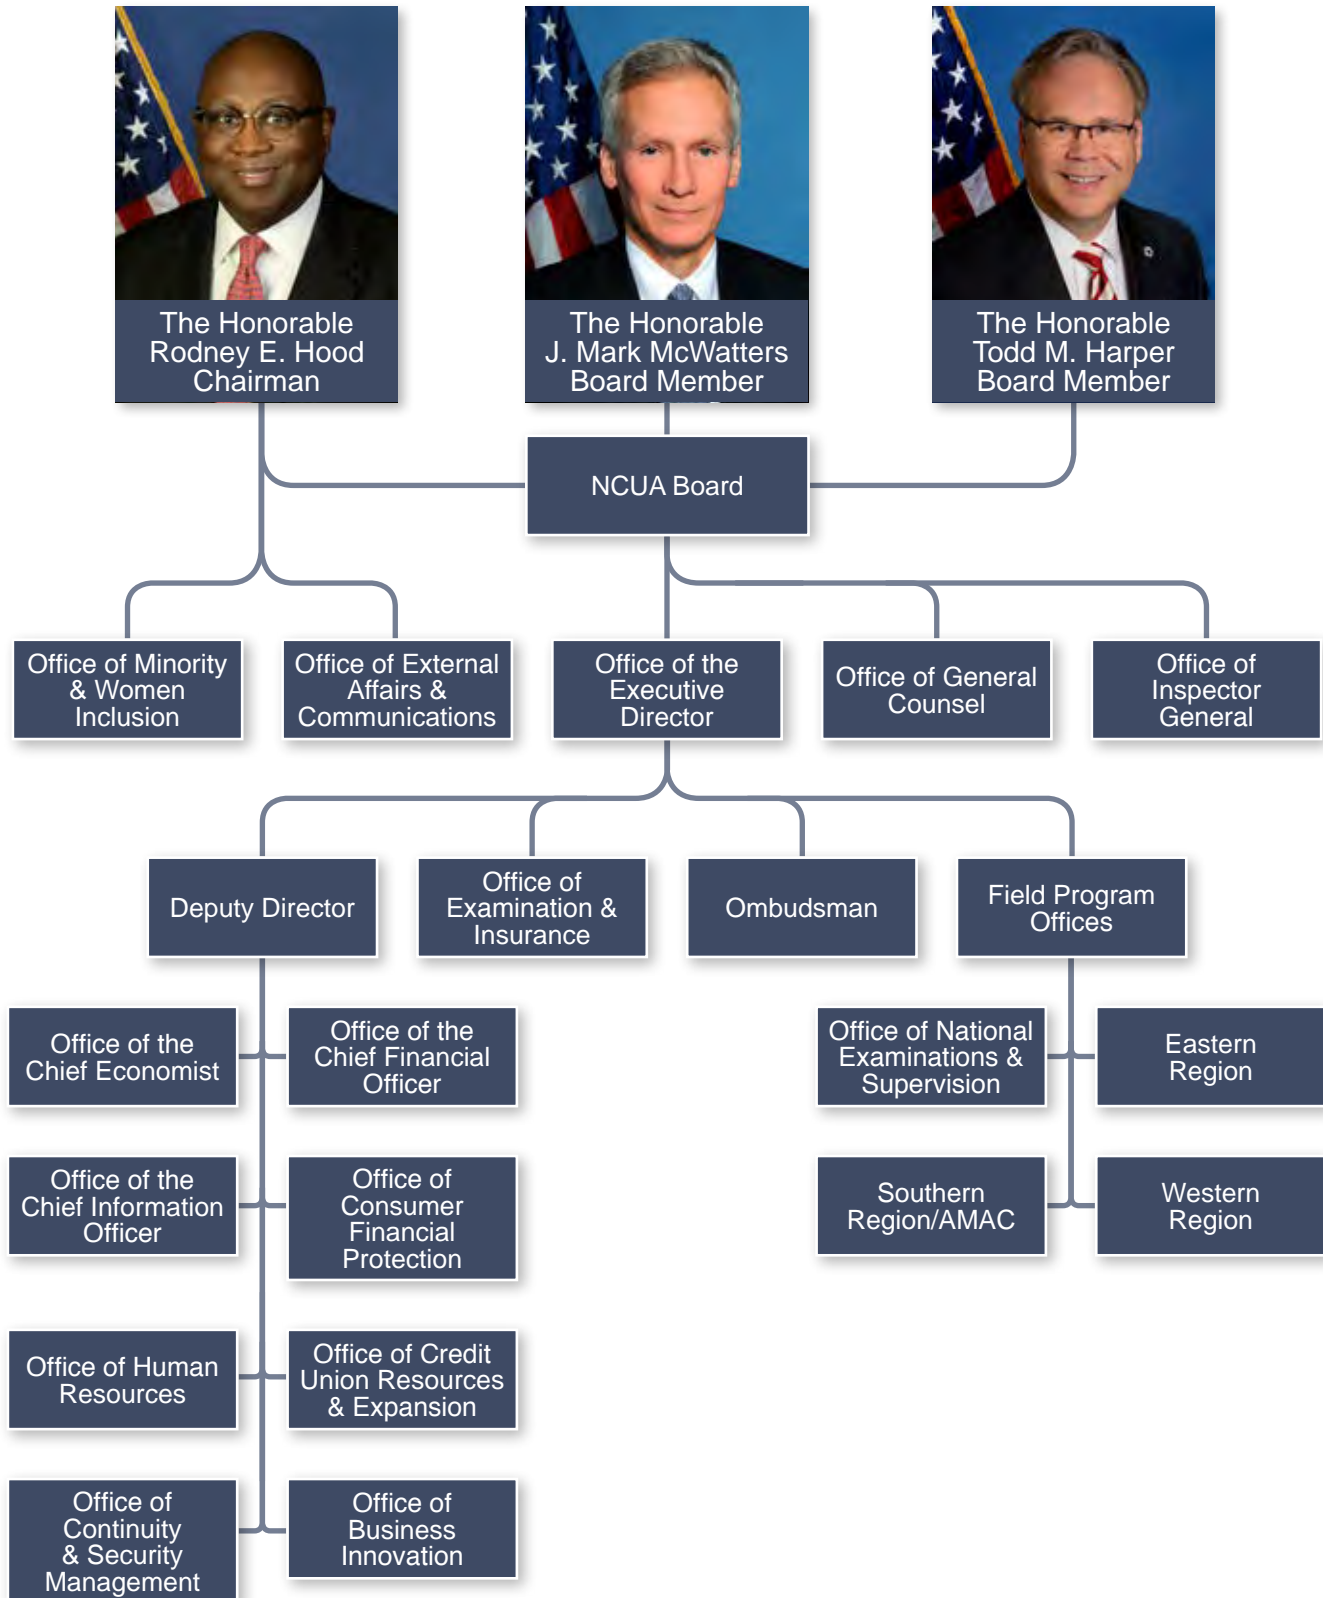 The Honorable
Rodney E. Hood
Chairman
The Honorable
J. Mark McWatters
Board Member
The Honorable
Todd M. Harper
Board Member
NCUA Board
Office of Minority
& Women
Inclusion
Office of External
Affairs &
Communications
Office of the
Executive
Director
Office of General
Counsel
Office of
Inspector
General
Deputy Director
Office of
Examination &
Insurance
Ombudsman
Field Program
Offices
Office of the
Chief Economist
Office of the
Chief Financial
Officer
Office of National
Examinations &
Supervision
Eastern
Region
Office of the
Chief Information
Officer
Office of
Consumer
Financial
Protection
Southern
Region/AMAC
Western
Region
Office of Human
Resources
Office of Credit
Union Resources
& Expansion
Office of
Continuity
& Security
Management
Office of
Business
Innovation